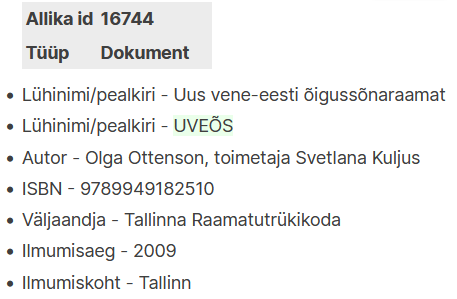 Allika id 16744
Tüüp Dokument
• Lühinimi/pealkiri - Uus vene-eesti õigussõnaraamat
• Lühinimi/pealkiri - UVEÕS
• Autor - Olga Ottenson, toimetaja Svetlana Kuljus
• ISBN - 9789949182510
• Väljaandja - Tallinna Raamatutrükikoda
• Ilmumisaeg - 2009
• Ilmumiskoht - Tallinn